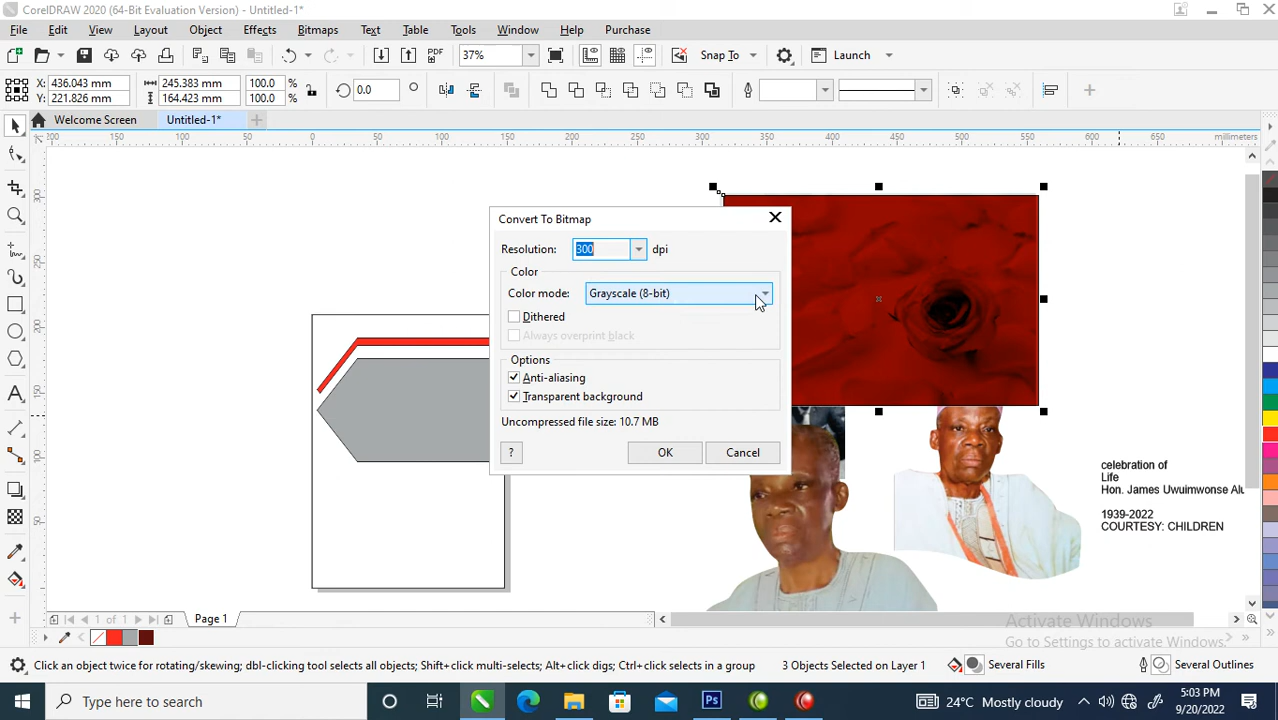 CorelDRAW 2020 (64-Bit Evaluation Version) - Untitled-1*
File Edit View Layout Object Effects Bitmaps Text Table Tools Window Help Purchase
PDF 37% Snap To Launch
X: 436.043 mm 245.383 mm 100.0 % 0.0
Y: 221.826 mm 164.423 mm 100.0 %
Welcome Screen Untitled-1*
millimeters
Convert To Bitmap
Resolution: 300 dpi
Color
Color mode: Grayscale (8-bit)
Dithered
Always overprint black
Options
Anti-aliasing
Transparent background
Uncompressed file size: 10.7 MB
? OK Cancel
celebration of
Life
Hon. James Uwuimwonse Alu
1939-2022
COURTESY: CHILDREN
1 of 1 Page 1
Activate Windows
Go to Settings to activate Windows.
Click an object twice for rotating/skewing; dbl-clicking tool selects all objects; Shift+click multi-selects; Alt+click digs; Ctrl+click selects in a group 3 Objects Selected on Layer 1 Several Fills Several Outlines
Type here to search Ps 24°C Mostly cloudy 5:03 PM
9/20/2022